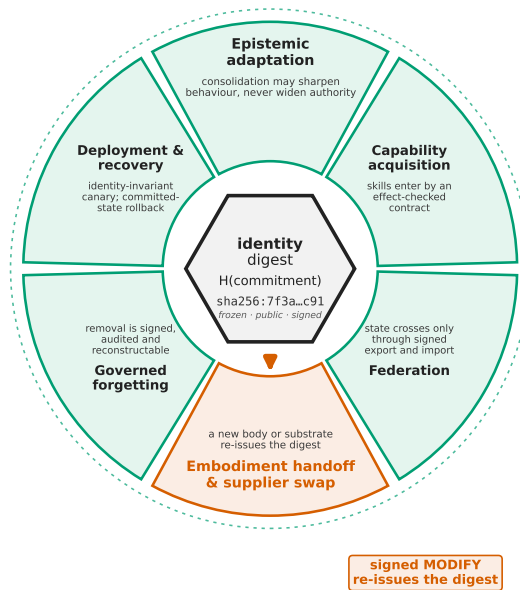 Epistemic
adaptation
consolidation may sharpen
behaviour, never widen authority
Deployment &
recovery
identity-invariant
canary; committed-
state rollback
Capability
acquisition
skills enter by an
effect-checked
contract
identity
digest
H(commitment)
sha256:7f3a…c91
frozen · public · signed
removal is signed,
audited and
reconstructable
Governed
forgetting
state crosses only
through signed
export and import
Federation
a new body or substrate
re-issues the digest
Embodiment handoff
& supplier swap
signed MODIFY
re-issues the digest